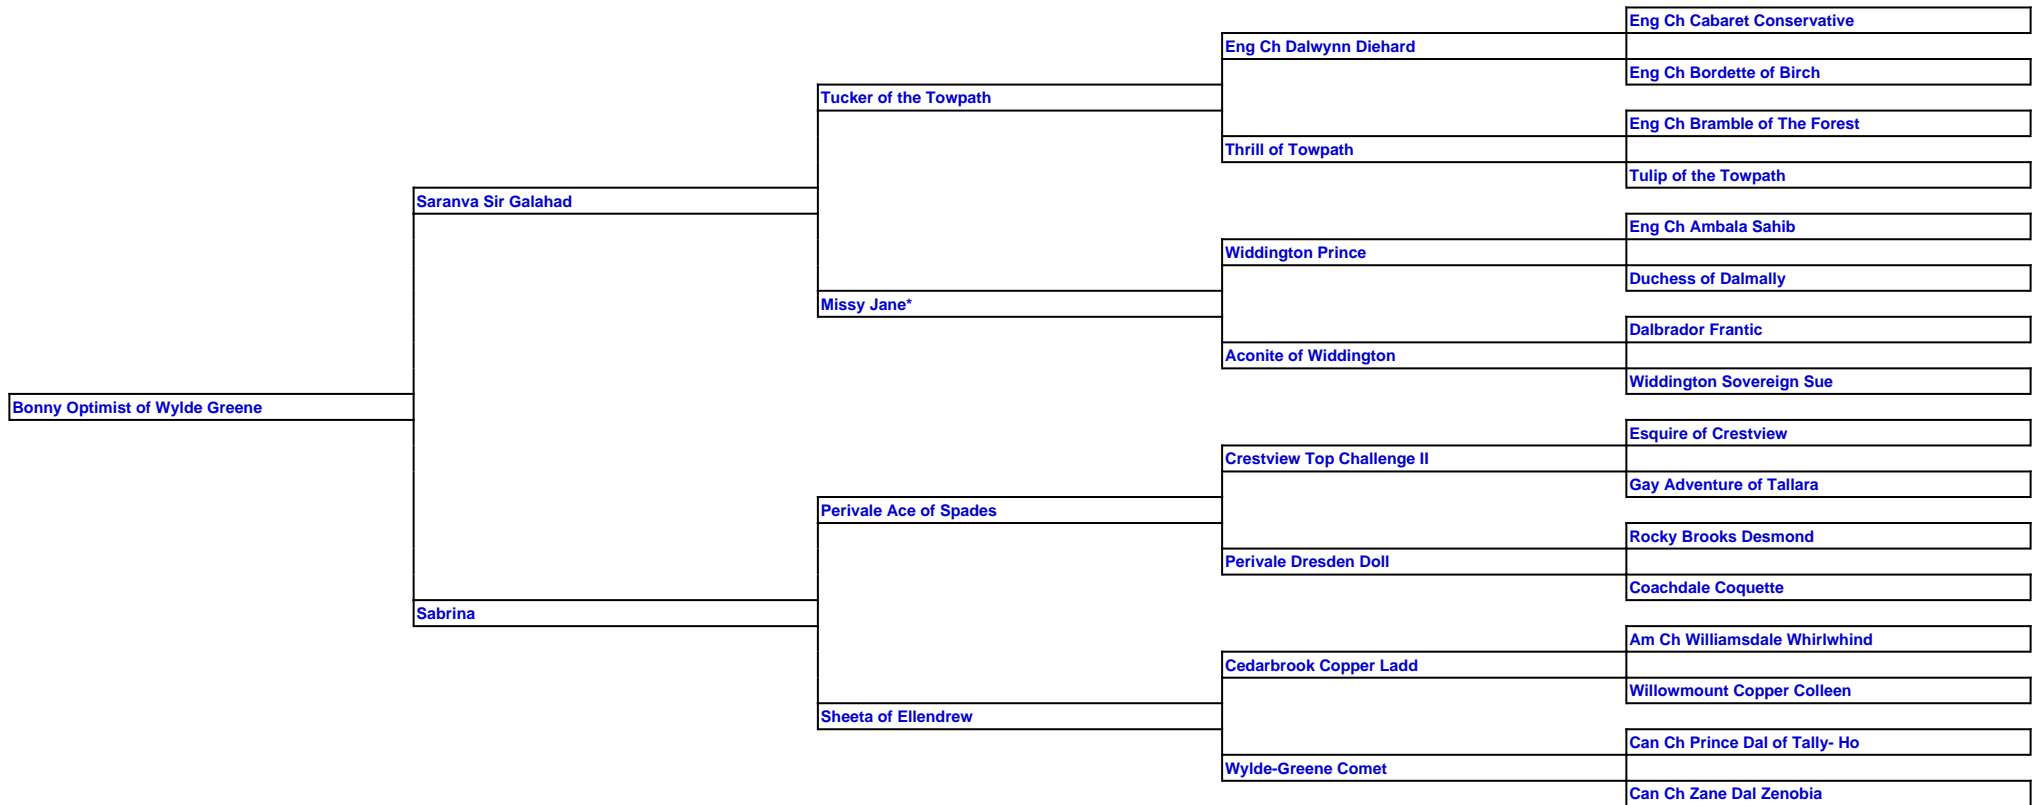 Eng Ch Cabaret Conservative
Eng Ch Dalwynn Diehard
Eng Ch Bordette of Birch
Tucker of the Towpath
Eng Ch Bramble of The Forest
Thrill of Towpath
Tulip of the Towpath
Saranva Sir Galahad
Eng Ch Ambala Sahib
Widdington Prince
Duchess of Dalmally
Missy Jane*
Dalbrador Frantic
Aconite of Widdington
Widdington Sovereign Sue
Bonny Optimist of Wylde Greene
Esquire of Crestview
Crestview Top Challenge II
Gay Adventure of Tallara
Perivale Ace of Spades
Rocky Brooks Desmond
Perivale Dresden Doll
Coachdale Coquette
Sabrina
Am Ch Williamsdale Whirlwhind
Cedarbrook Copper Ladd
Willowmount Copper Colleen
Sheeta of Ellendrew
Can Ch Prince Dal of Tally- Ho
Wylde-Greene Comet
Can Ch Zane Dal Zenobia